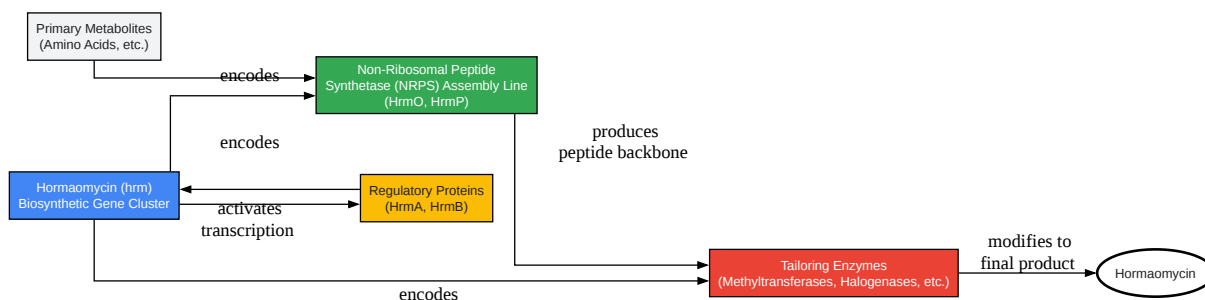 Primary Metabolites
(Amino Acids, etc.)
encodes
Non-Ribosomal Peptide
Synthetase (NRPS) Assembly Line
(HrmO, HrmP)
encodes
produces
peptide backbone
Hormaomycin (hrm)
Biosynthetic Gene Cluster
activates
transcription
Regulatory Proteins
(HrmA, HrmB)
encodes
Tailoring Enzymes
(Methyltransferases, Halogenases, etc.)
modifies to
final product
Hormaomycin